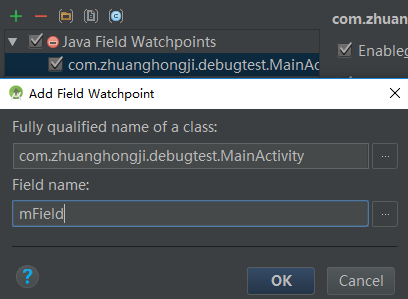 com.zhuan
Java Field Watchpoints
Enabled
com.zhuanghongji.debugtest.MainAc
Add Field Watchpoint
Fully qualified name of a class:
com.zhuanghongji.debugtest.MainActivity
...
Field name:
mField
...
?
OK
Cancel